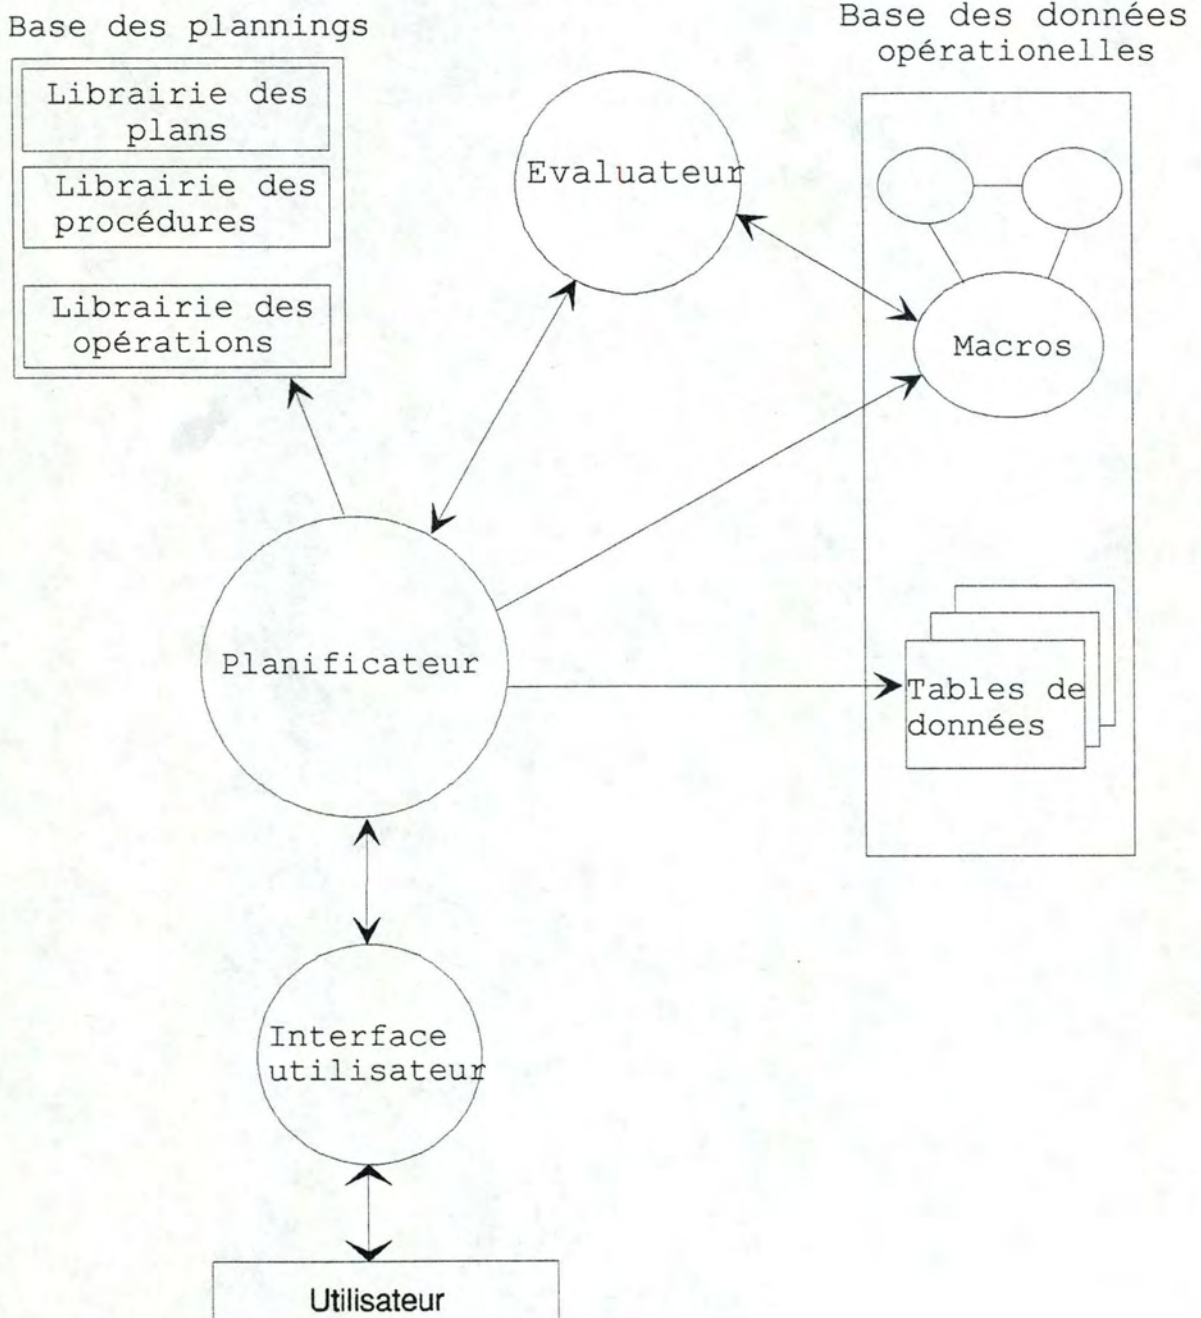 Base des plannings
Base des données
opérationelles
Librairie des
plans
Librairie des
procédures
Librairie des
opérations
Evaluateur
Macros
Planificateur
Tables de
données
Interface
utilisateur
Utilisateur